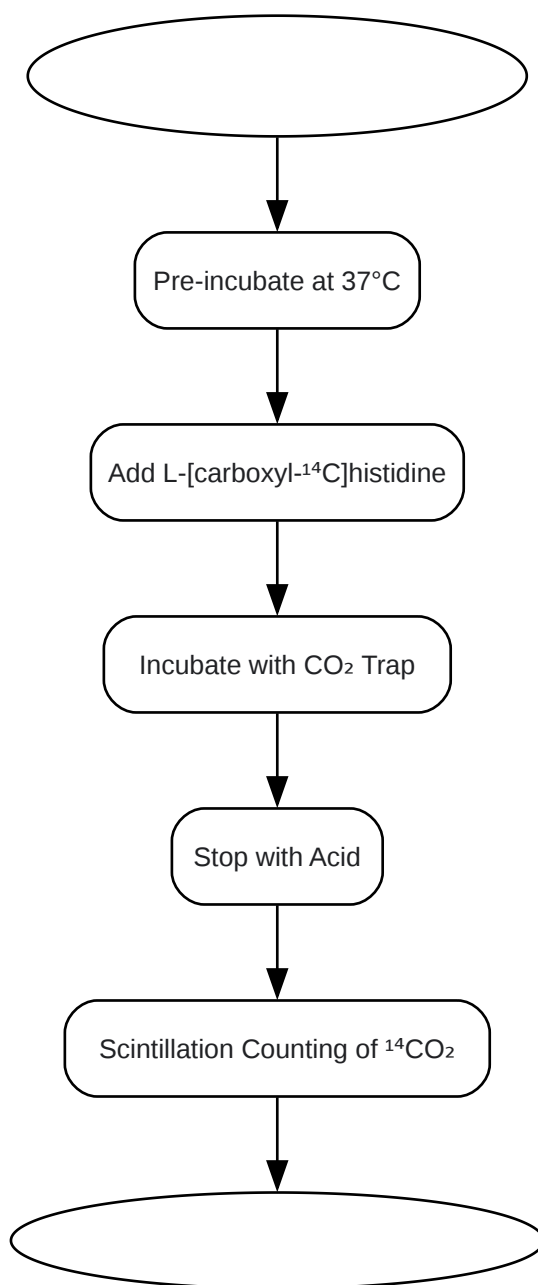 Pre-incubate at 37°C
Add L-[carboxyl-¹⁴C]histidine
Incubate with CO₂ Trap
Stop with Acid
Scintillation Counting of ¹⁴CO₂